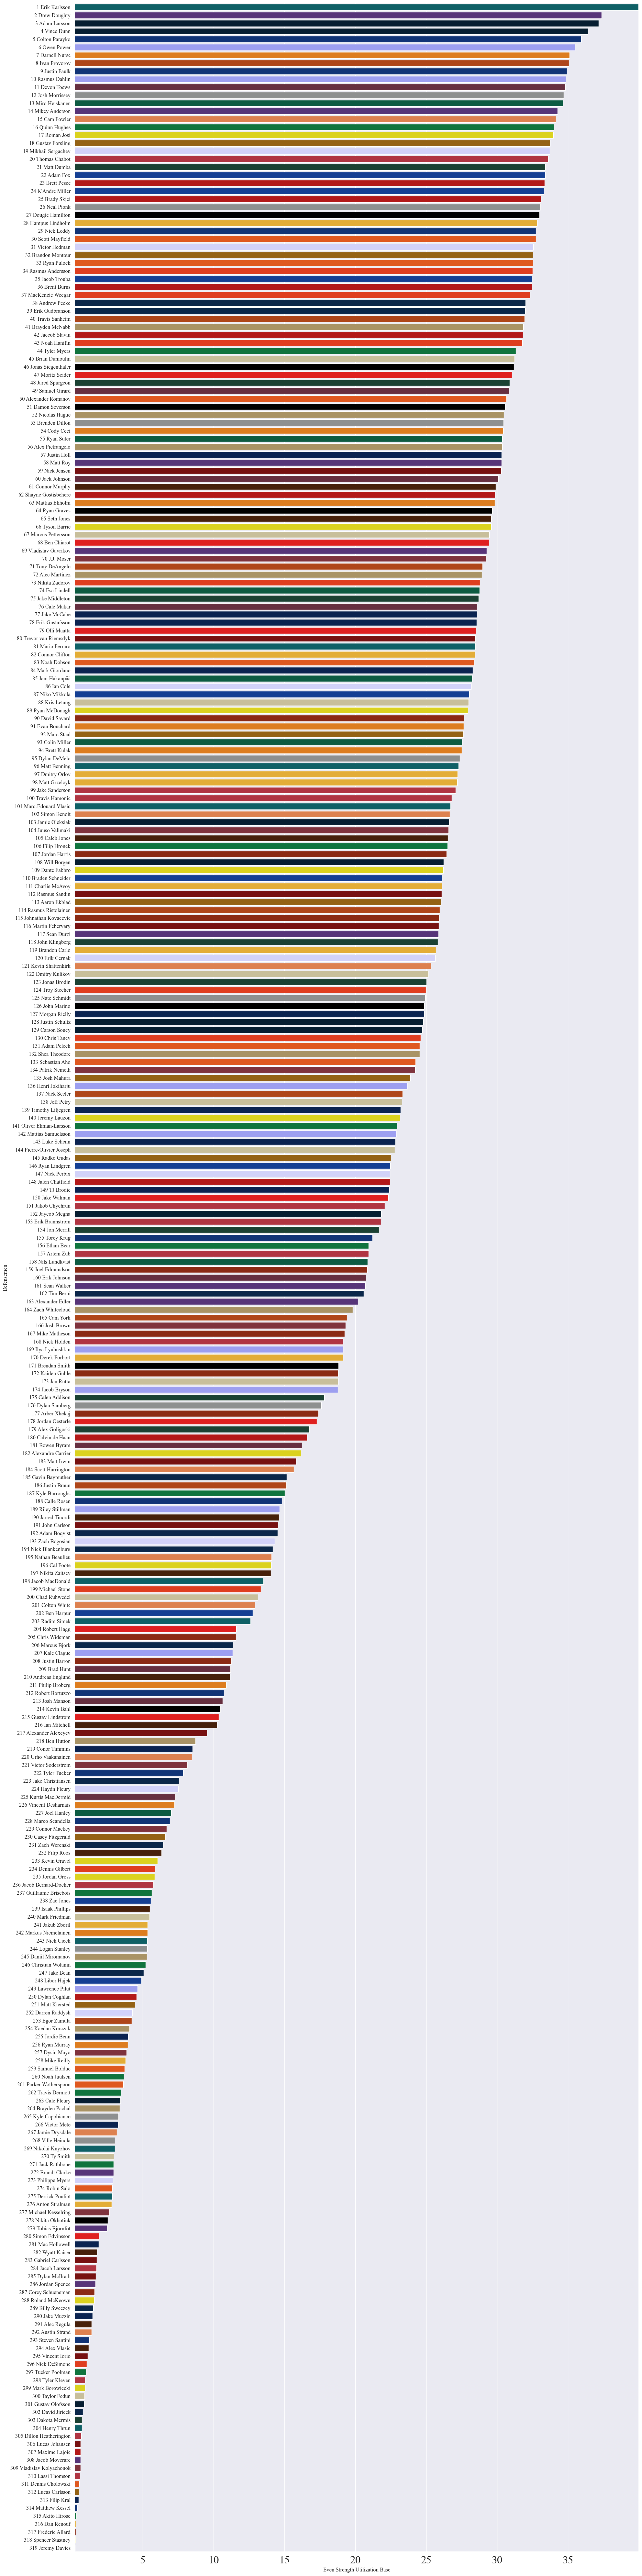 1 Erik Karlsson
2 Drew Doughty
3 Adam Larsson
4 Vince Dunn
5 Colton Parayko
6 Owen Power
7 Darnell Nurse
8 Ivan Provorov
9 Justin Faulk
10 Rasmus Dahlin
11 Devon Toews
12 Josh Morrissey
13 Miro Heiskanen
14 Mikey Anderson
15 Cam Fowler
16 Quinn Hughes
17 Roman Josi
18 Gustav Forsling
19 Mikhail Sergachev
20 Thomas Chabot
21 Matt Dumba
22 Adam Fox
23 Brett Pesce
24 K'Andre Miller
25 Brady Skjei
26 Neal Pionk
27 Dougie Hamilton
28 Hampus Lindholm
29 Nick Leddy
30 Scott Mayfield
31 Victor Hedman
32 Brandon Montour
33 Ryan Pulock
34 Rasmus Andersson
35 Jacob Trouba
36 Brent Burns
37 MacKenzie Weegar
38 Andrew Peeke
39 Erik Gudbranson
40 Travis Sanheim
41 Brayden McNabb
42 Jaccob Slavin
43 Noah Hanifin
44 Tyler Myers
45 Brian Dumoulin
46 Jonas Siegenthaler
47 Moritz Seider
48 Jared Spurgeon
49 Samuel Girard
50 Alexander Romanov
51 Damon Severson
52 Nicolas Hague
53 Brenden Dillon
54 Cody Ceci
55 Ryan Suter
56 Alex Pietrangelo
57 Justin Holl
58 Matt Roy
59 Nick Jensen
60 Jack Johnson
61 Connor Murphy
62 Shayne Gostisbehere
63 Mattias Ekholm
64 Ryan Graves
65 Seth Jones
66 Tyson Barrie
67 Marcus Pettersson
68 Ben Chiarot
69 Vladislav Gavrikov
70 J.J. Moser
71 Tony DeAngelo
72 Alec Martinez
73 Nikita Zadorov
74 Esa Lindell
75 Jake Middleton
76 Cale Makar
77 Jake McCabe
78 Erik Gustafsson
79 Olli Maatta
80 Trevor van Riemsdyk
81 Mario Ferraro
82 Connor Clifton
83 Noah Dobson
84 Mark Giordano
85 Jani Hakanpää
86 Ian Cole
87 Niko Mikkola
88 Kris Letang
89 Ryan McDonagh
90 David Savard
91 Evan Bouchard
92 Marc Staal
93 Colin Miller
94 Brett Kulak
95 Dylan DeMelo
96 Matt Benning
97 Dmitry Orlov
98 Matt Grzelcyk
99 Jake Sanderson
100 Travis Hamonic
101 Marc-Edouard Vlasic
102 Simon Benoit
103 Jamie Oleksiak
104 Juuso Valimaki
105 Caleb Jones
106 Filip Hronek
107 Jordan Harris
108 Will Borgen
109 Dante Fabbro
110 Braden Schneider
111 Charlie McAvoy
112 Rasmus Sandin
113 Aaron Ekblad
114 Rasmus Ristolainen
115 Johnathan Kovacevic
116 Martin Fehervary
117 Sean Durzi
118 John Klingberg
119 Brandon Carlo
120 Erik Cernak
121 Kevin Shattenkirk
122 Dmitry Kulikov
123 Jonas Brodin
124 Troy Stecher
125 Nate Schmidt
126 John Marino
127 Morgan Rielly
128 Justin Schultz
129 Carson Soucy
130 Chris Tanev
131 Adam Pelech
132 Shea Theodore
133 Sebastian Aho
134 Patrik Nemeth
135 Josh Mahura
136 Henri Jokiharju
137 Nick Seeler
138 Jeff Petry
139 Timothy Liljegren
140 Jeremy Lauzon
141 Oliver Ekman-Larsson
142 Mattias Samuelsson
143 Luke Schenn
144 Pierre-Olivier Joseph
145 Radko Gudas
146 Ryan Lindgren
147 Nick Perbix
148 Jalen Chatfield
149 TJ Brodie
150 Jake Walman
151 Jakob Chychrun
152 Jaycob Megna
153 Erik Brannstrom
154 Jon Merrill
155 Torey Krug
156 Ethan Bear
157 Artem Zub
158 Nils Lundkvist
159 Joel Edmundson
160 Erik Johnson
161 Sean Walker
162 Tim Berni
163 Alexander Edler
164 Zach Whitecloud
165 Cam York
166 Josh Brown
167 Mike Matheson
168 Nick Holden
169 Ilya Lyubushkin
170 Derek Forbort
171 Brendan Smith
172 Kaiden Guhle
173 Jan Rutta
174 Jacob Bryson
175 Calen Addison
176 Dylan Samberg
177 Arber Xhekaj
178 Jordan Oesterle
179 Alex Goligoski
180 Calvin de Haan
181 Bowen Byram
182 Alexandre Carrier
183 Matt Irwin
184 Scott Harrington
185 Gavin Bayreuther
186 Justin Braun
187 Kyle Burroughs
188 Calle Rosen
189 Riley Stillman
190 Jarred Tinordi
191 John Carlson
192 Adam Boqvist
193 Zach Bogosian
194 Nick Blankenburg
195 Nathan Beaulieu
196 Cal Foote
197 Nikita Zaitsev
198 Jacob MacDonald
199 Michael Stone
200 Chad Ruhwedel
201 Colton White
202 Ben Harpur
203 Radim Simek
204 Robert Hagg
205 Chris Wideman
206 Marcus Bjork
207 Kale Clague
208 Justin Barron
209 Brad Hunt
210 Andreas Englund
211 Philip Broberg
212 Robert Bortuzzo
213 Josh Manson
214 Kevin Bahl
215 Gustav Lindstrom
216 Ian Mitchell
217 Alexander Alexeyev
218 Ben Hutton
219 Conor Timmins
220 Urho Vaakanainen
221 Victor Soderstrom
222 Tyler Tucker
223 Jake Christiansen
224 Haydn Fleury
225 Kurtis MacDermid
226 Vincent Desharnais
227 Joel Hanley
228 Marco Scandella
229 Connor Mackey
230 Casey Fitzgerald
231 Zach Werenski
232 Filip Roos
233 Kevin Gravel
234 Dennis Gilbert
235 Jordan Gross
236 Jacob Bernard-Docker
237 Guillaume Brisebois
238 Zac Jones
239 Isaak Phillips
240 Mark Friedman
241 Jakub Zboril
242 Markus Niemelainen
243 Nick Cicek
244 Logan Stanley
245 Daniil Miromanov
246 Christian Wolanin
247 Jake Bean
248 Libor Hajek
249 Lawrence Pilut
250 Dylan Coghlan
251 Matt Kiersted
252 Darren Raddysh
253 Egor Zamula
254 Kaedan Korczak
255 Jordie Benn
256 Ryan Murray
257 Dysin Mayo
258 Mike Reilly
259 Samuel Bolduc
260 Noah Juulsen
261 Parker Wotherspoon
262 Travis Dermott
263 Cale Fleury
264 Brayden Pachal
265 Kyle Capobianco
266 Victor Mete
267 Jamie Drysdale
268 Ville Heinola
269 Nikolai Knyzhov
270 Ty Smith
271 Jack Rathbone
272 Brandt Clarke
273 Philippe Myers
274 Robin Salo
275 Derrick Pouliot
276 Anton Stralman
277 Michael Kesselring
278 Nikita Okhotiuk
279 Tobias Bjornfot
280 Simon Edvinsson
281 Mac Hollowell
282 Wyatt Kaiser
283 Gabriel Carlsson
284 Jacob Larsson
285 Dylan McIlrath
286 Jordan Spence
287 Corey Schueneman
288 Roland McKeown
289 Billy Sweezey
290 Jake Muzzin
291 Alec Regula
292 Austin Strand
293 Steven Santini
294 Alex Vlasic
295 Vincent Iorio
296 Nick DeSimone
297 Tucker Poolman
298 Tyler Kleven
299 Mark Borowiecki
300 Taylor Fedun
301 Gustav Olofsson
302 David Jiricek
303 Dakota Mermis
304 Henry Thrun
305 Dillon Heatherington
306 Lucas Johansen
307 Maxime Lajoie
308 Jacob Moverare
309 Vladislav Kolyachonok
310 Lassi Thomson
311 Dennis Cholowski
312 Lucas Carlsson
313 Filip Kral
314 Matthew Kessel
315 Akito Hirose
316 Dan Renouf
317 Frederic Allard
318 Spencer Stastney
319 Jeremy Davies
Defensemen
5 10 15 20 25 30 35
Even Strength Utilization Base